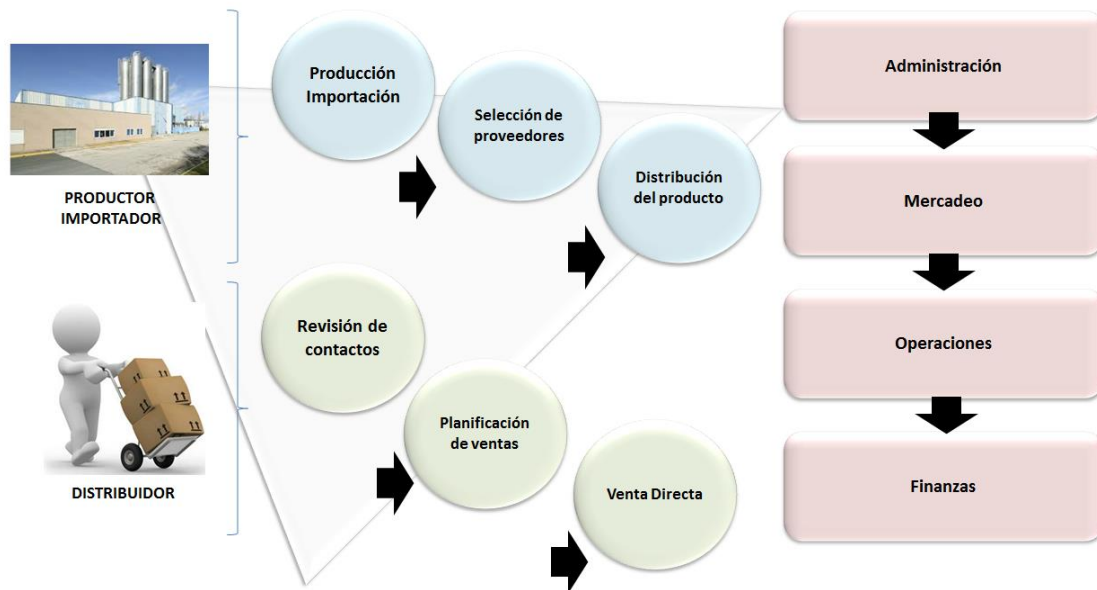 PRODUCTOR
IMPORTADOR
Producción
Importación
Selección de
proveedores
Distribución
del producto
DISTRIBUIDOR
Revisión de
contactos
Planificación
de ventas
Venta Directa
Administración
Mercadeo
Operaciones
Finanzas